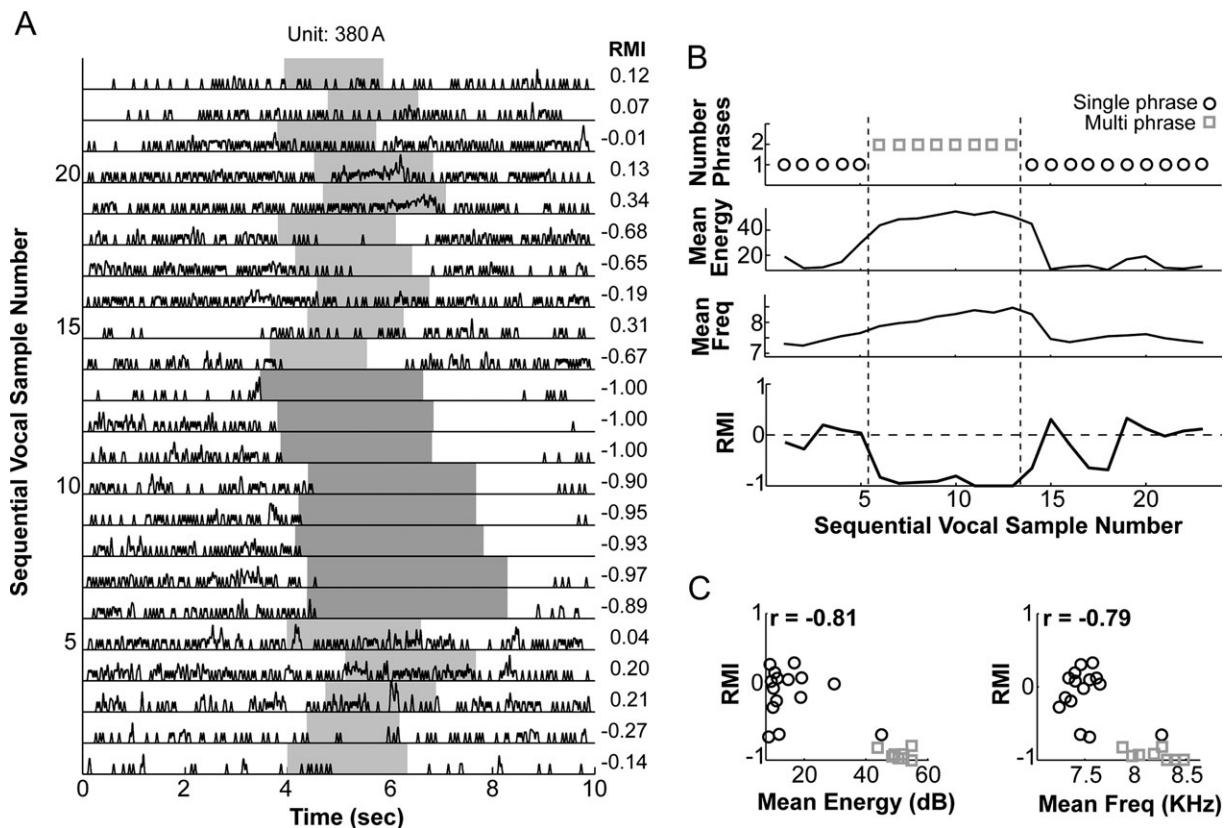 A
Unit: 380 A
RMI
0.12
0.07
-0.01
0.13
0.34
-0.68
-0.65
-0.19
0.31
-0.67
-1.00
-1.00
-1.00
-0.90
-0.95
-0.93
-0.97
-0.89
0.04
0.20
0.21
-0.27
-0.14
Sequential Vocal Sample Number
20
15
10
5
0 2 4 6 8 10
Time (sec)
B
Single phrase
Multi phrase
Number
Phrases
2
1
Mean
Energy
40
20
Mean
Freq
8
7
RMI
1
0
-1
5 10 15 20
Sequential Vocal Sample Number
C
r = -0.81
RMI
1
0
-1
20 40 60
Mean Energy (dB)
r = -0.79
RMI
1
0
-1
7.5 8 8.5
Mean Freq (KHz)